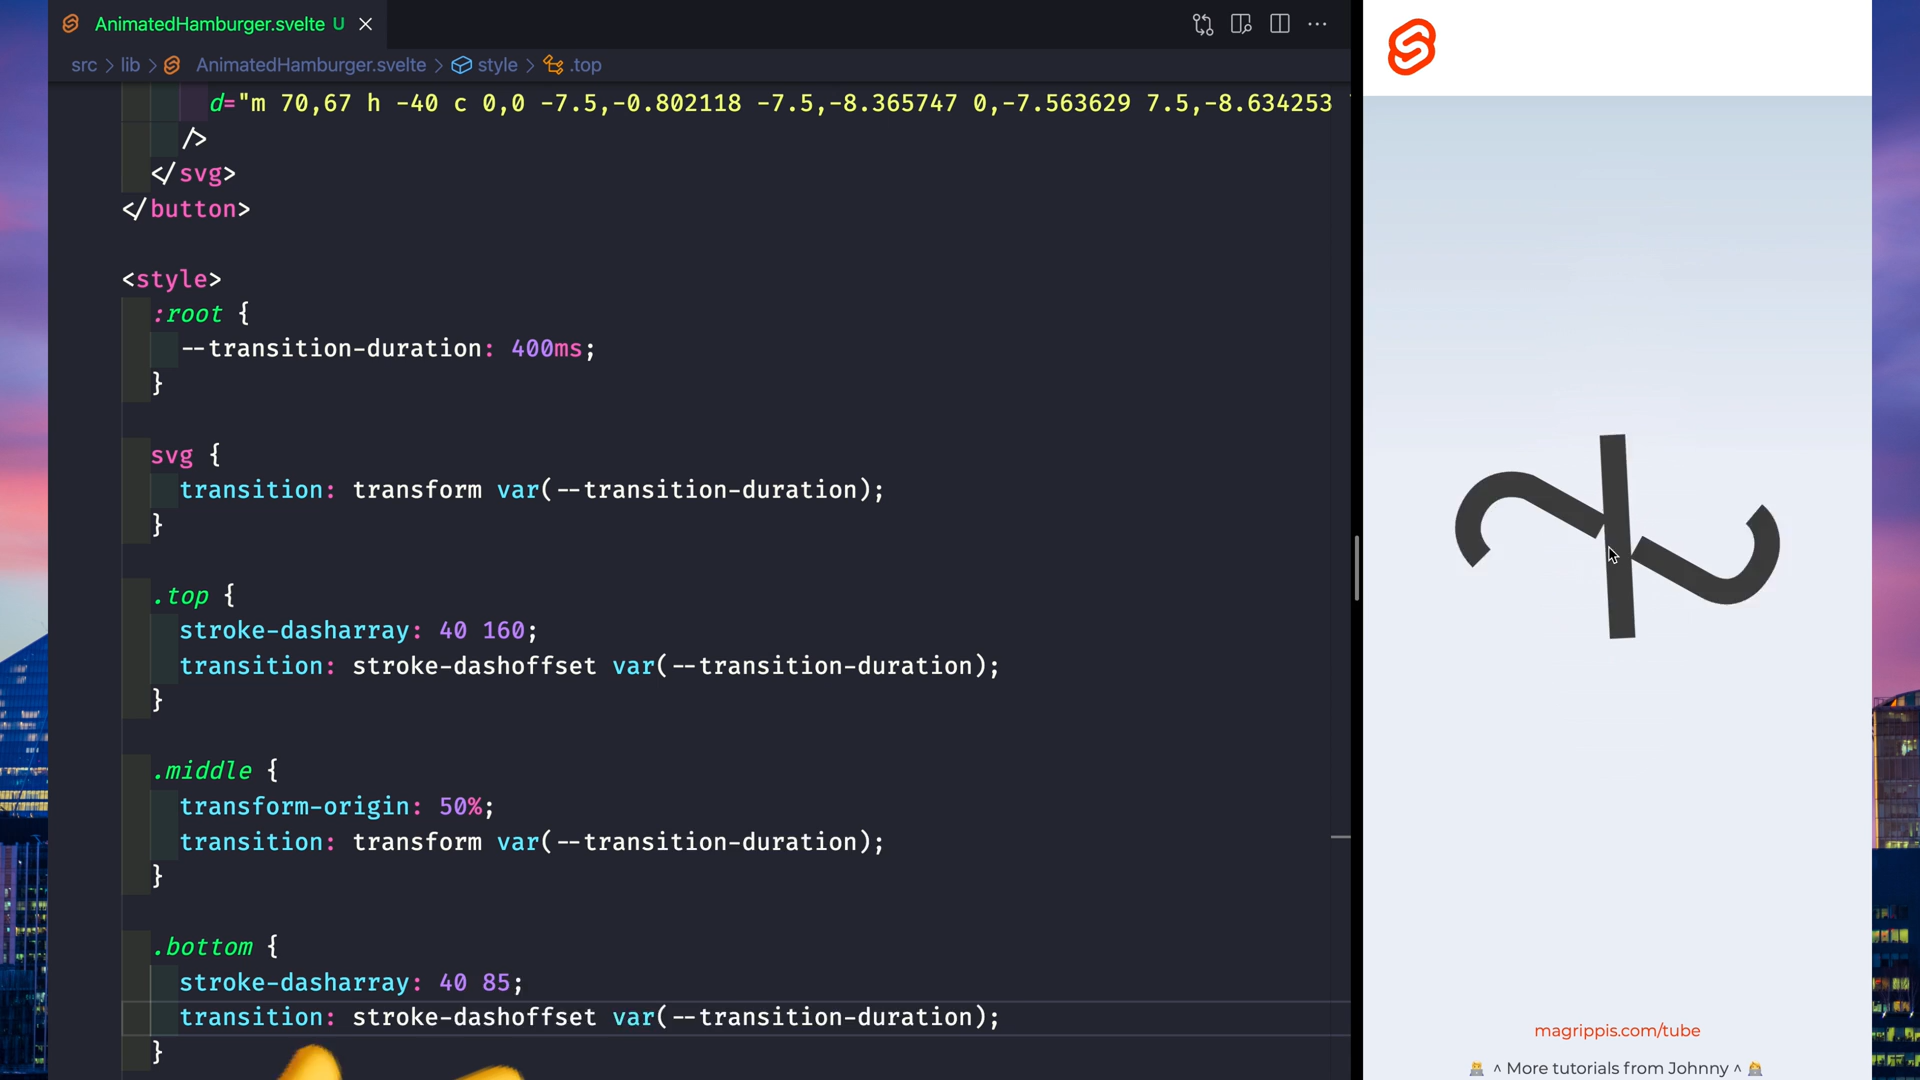 AnimatedHamburger.svelte U
src > lib > AnimatedHamburger.svelte > style > .top
d="m 70,67 h -40 c 0,0 -7.5,-0.802118 -7.5,-8.365747 0,-7.563629 7.5,-8.634253
/>
</svg>
</button>
<style>
:root {
--transition-duration: 400ms;
}
svg {
transition: transform var(--transition-duration);
}
.top {
stroke-dasharray: 40 160;
transition: stroke-dashoffset var(--transition-duration);
}
.middle {
transform-origin: 50%;
transition: transform var(--transition-duration);
}
.bottom {
stroke-dasharray: 40 85;
transition: stroke-dashoffset var(--transition-duration);
}
magrippis.com/tube
^ More tutorials from Johnny ^